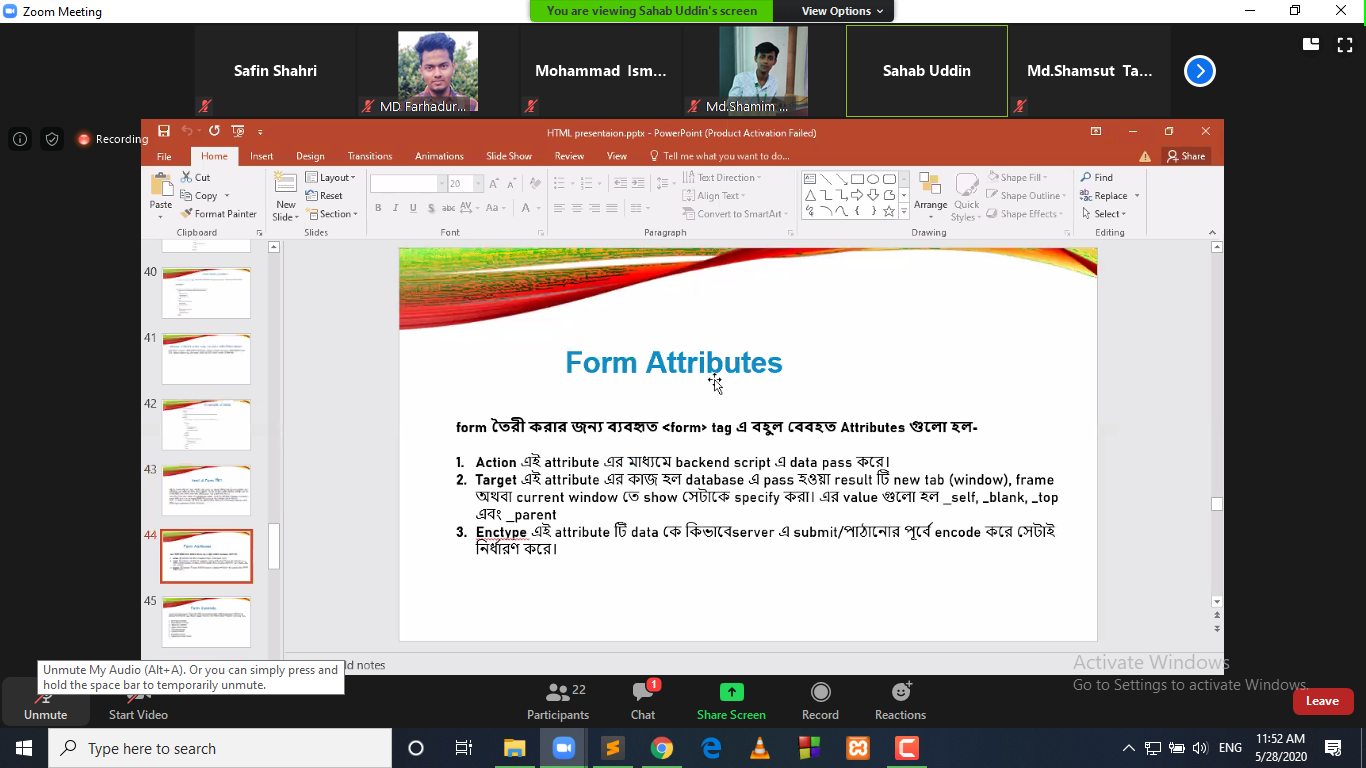 Zoom Meeting
You are viewing Sahab Uddin's screen
View Options
Safin Shahri
MD Farhadur...
Mohammad Ism...
Md.Shamim ...
Sahab Uddin
Md.Shamsut Ta...
Recording
HTML presentaion.pptx - PowerPoint (Product Activation Failed)
File Home Insert Design Transitions Animations Slide Show Review View Tell me what you want to do... Share
Paste
Cut
Copy
Format Painter
Clipboard
New
Slide
Layout
Reset
Section
Slides
20
B I U S abc AV Aa A
Font
Text Direction
Align Text
Convert to SmartArt
Paragraph
Arrange
Quick
Styles
Shape Fill
Shape Outline
Shape Effects
Drawing
Find
Replace
Select
Editing
40
41
42
43
44
45
Form Attributes
form তৈরী করার জন্য ব্যবহৃত <form> tag এ বহুল বেবহত Attributes গুলো হল-
1. Action এই attribute এর মাধ্যমে backend script এ data pass করে।
2. Target এই attribute এর কাজ হল database এ pass হওয়া result টি new tab (window), frame
অথবা current window তে show সেটাকে specify করা। এর value গুলো হল _self, _blank, _top
এবং _parent
3. Enctype এই attribute টি data কে কিভাবেserver এ submit/পাঠানোর পূর্বে encode করে সেটাই
নির্ধারণ করে।
Unmute My Audio (Alt+A). Or you can simply press and
hold the space bar to temporarily unmute.
dd notes
Activate Windows
Go to Settings to activate Windows.
Unmute
Start Video
22
Participants
1
Chat
Share Screen
Record
Reactions
Leave
Type here to search
ENG
11:52 AM
5/28/2020